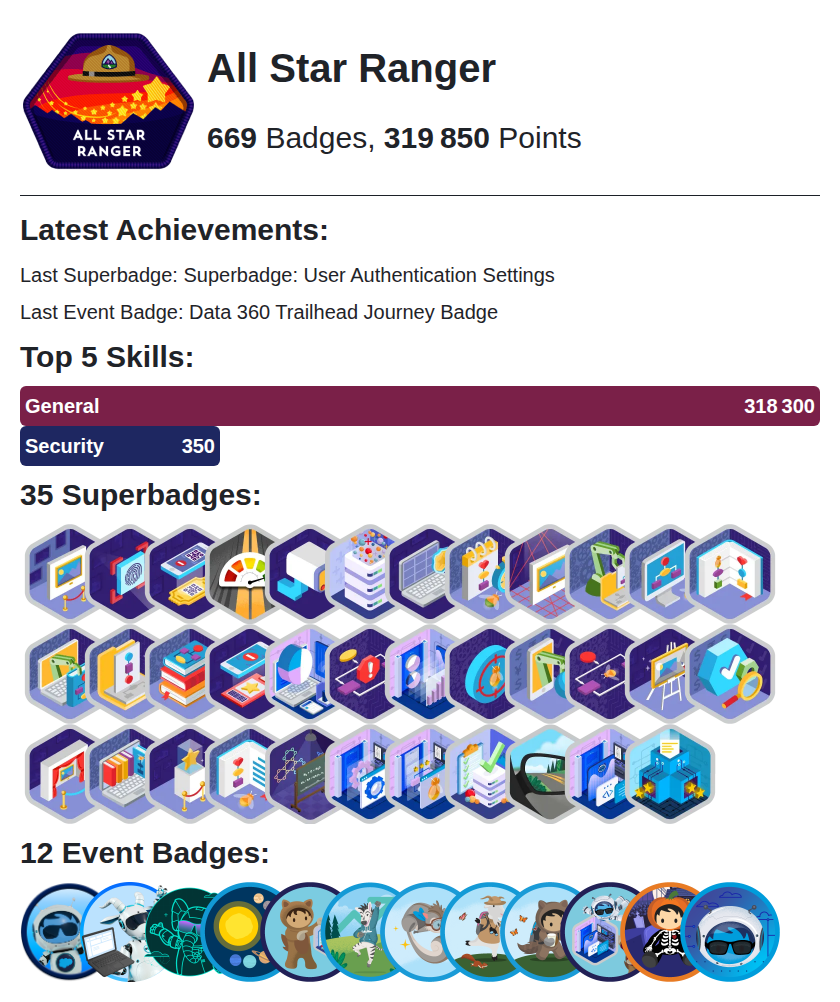 ALL STAR
RANGER
All Star Ranger
669 Badges, 319 850 Points
Latest Achievements:
Last Superbadge: Superbadge: User Authentication Settings
Last Event Badge: Data 360 Trailhead Journey Badge
Top 5 Skills:
General 318 300
Security 350
35 Superbadges:
12 Event Badges: